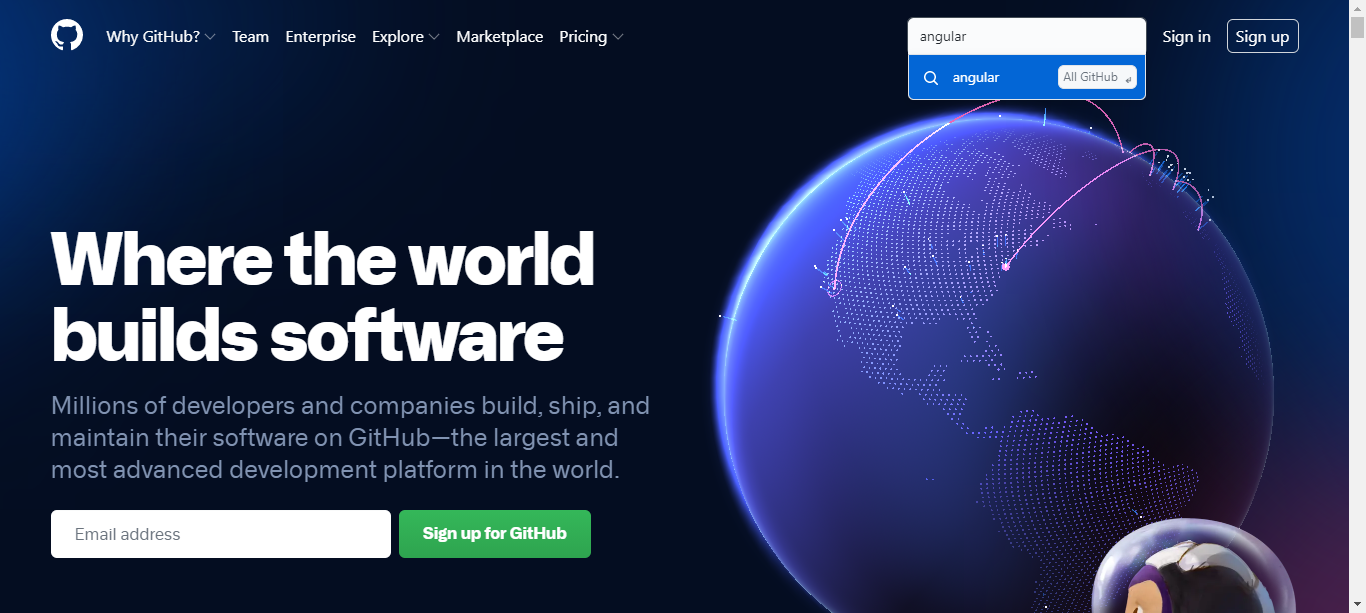 Why GitHub? Team Enterprise Explore Marketplace Pricing angular Sign in Sign up
angular All GitHub ↵
Where the world
builds software
Millions of developers and companies build, ship, and
maintain their software on GitHub—the largest and
most advanced development platform in the world.
Email address Sign up for GitHub